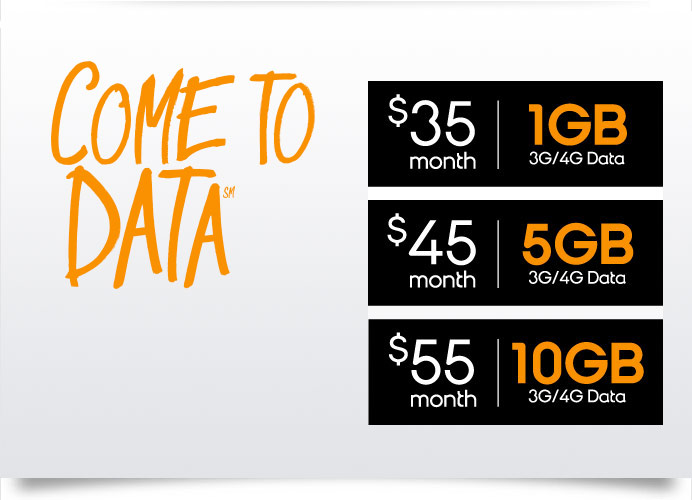 COME TO
DATA SM
$35 month
1GB
3G/4G Data
$45 month
5GB
3G/4G Data
$55 month
10GB
3G/4G Data